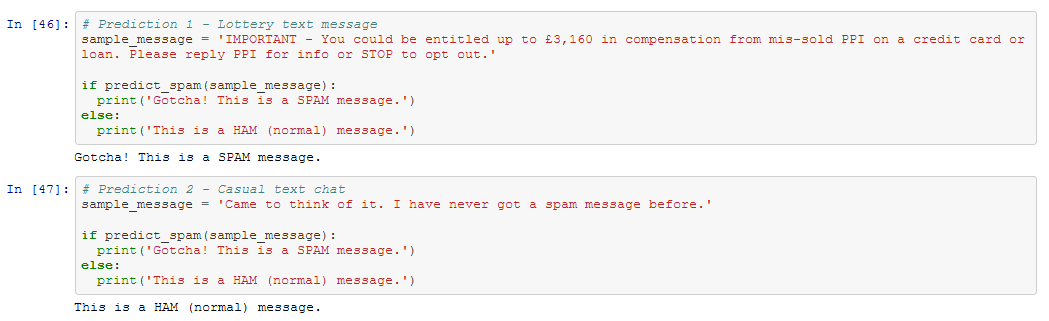 In [46]: # Prediction 1 - Lottery text message
sample_message = 'IMPORTANT - You could be entitled up to £3,160 in compensation from mis-sold PPI on a credit card or
loan. Please reply PPI for info or STOP to opt out.'
if predict_spam(sample_message):
print('Gotcha! This is a SPAM message.')
else:
print('This is a HAM (normal) message.')
Gotcha! This is a SPAM message.
In [47]: # Prediction 2 - Casual text chat
sample_message = 'Came to think of it. I have never got a spam message before.'
if predict_spam(sample_message):
print('Gotcha! This is a SPAM message.')
else:
print('This is a HAM (normal) message.')
This is a HAM (normal) message.